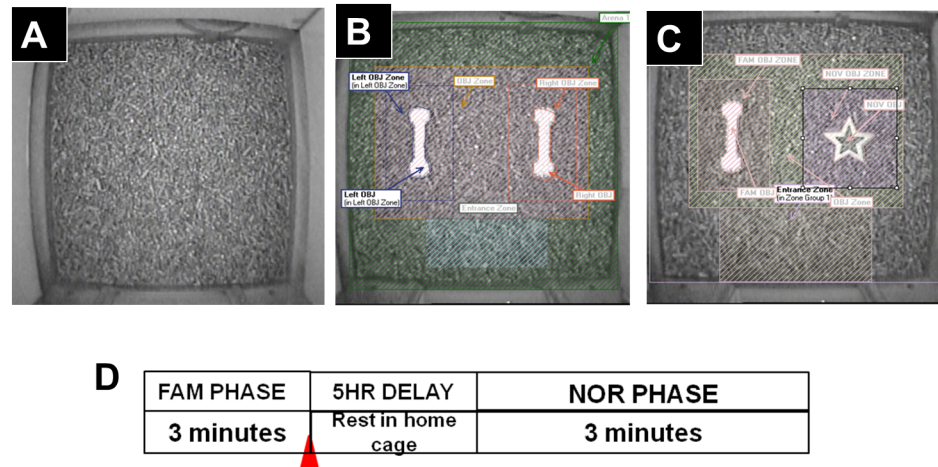 A
B
Arena 1
Left OBJ Zone
(in Left OBJ Zone)
OBJ Zone
Right OBJ Zone
Left OBJ
(in Left OBJ Zone)
Right OBJ
Entrance Zone
C
FAM OBJ ZONE
NOV OBJ ZONE
NOV OBJ
FAM OBJ
Entrance Zone
(in Zone Group 1)
OBJ Zone
D
FAM PHASE
5HR DELAY
NOR PHASE
3 minutes
Rest in home
cage
3 minutes